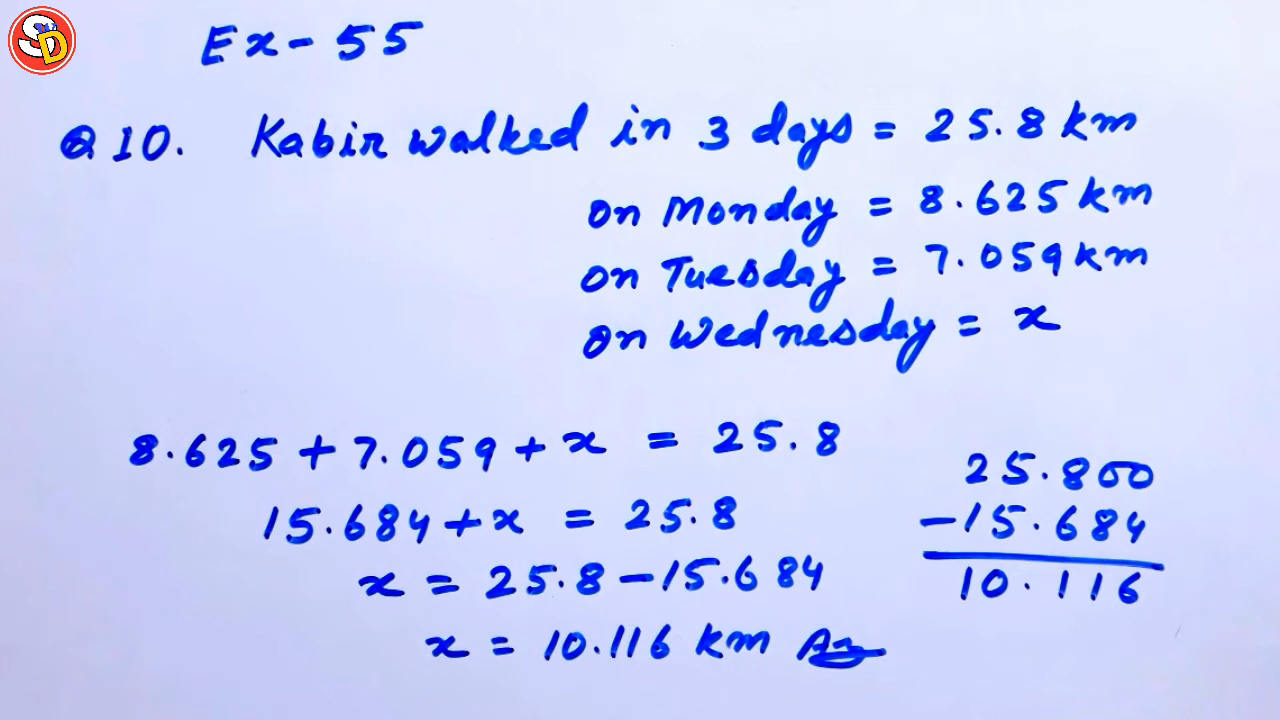 SD
Ex - 55
Q 10. Kabir walked in 3 days = 25.8 km
on Monday = 8.625 km
on Tuesday = 7.059 km
on Wednesday = x
8.625 + 7.059 + x = 25.8
15.684 + x = 25.8
x = 25.8 - 15.684
x = 10.116 km An
25.800
- 15.684
10.116